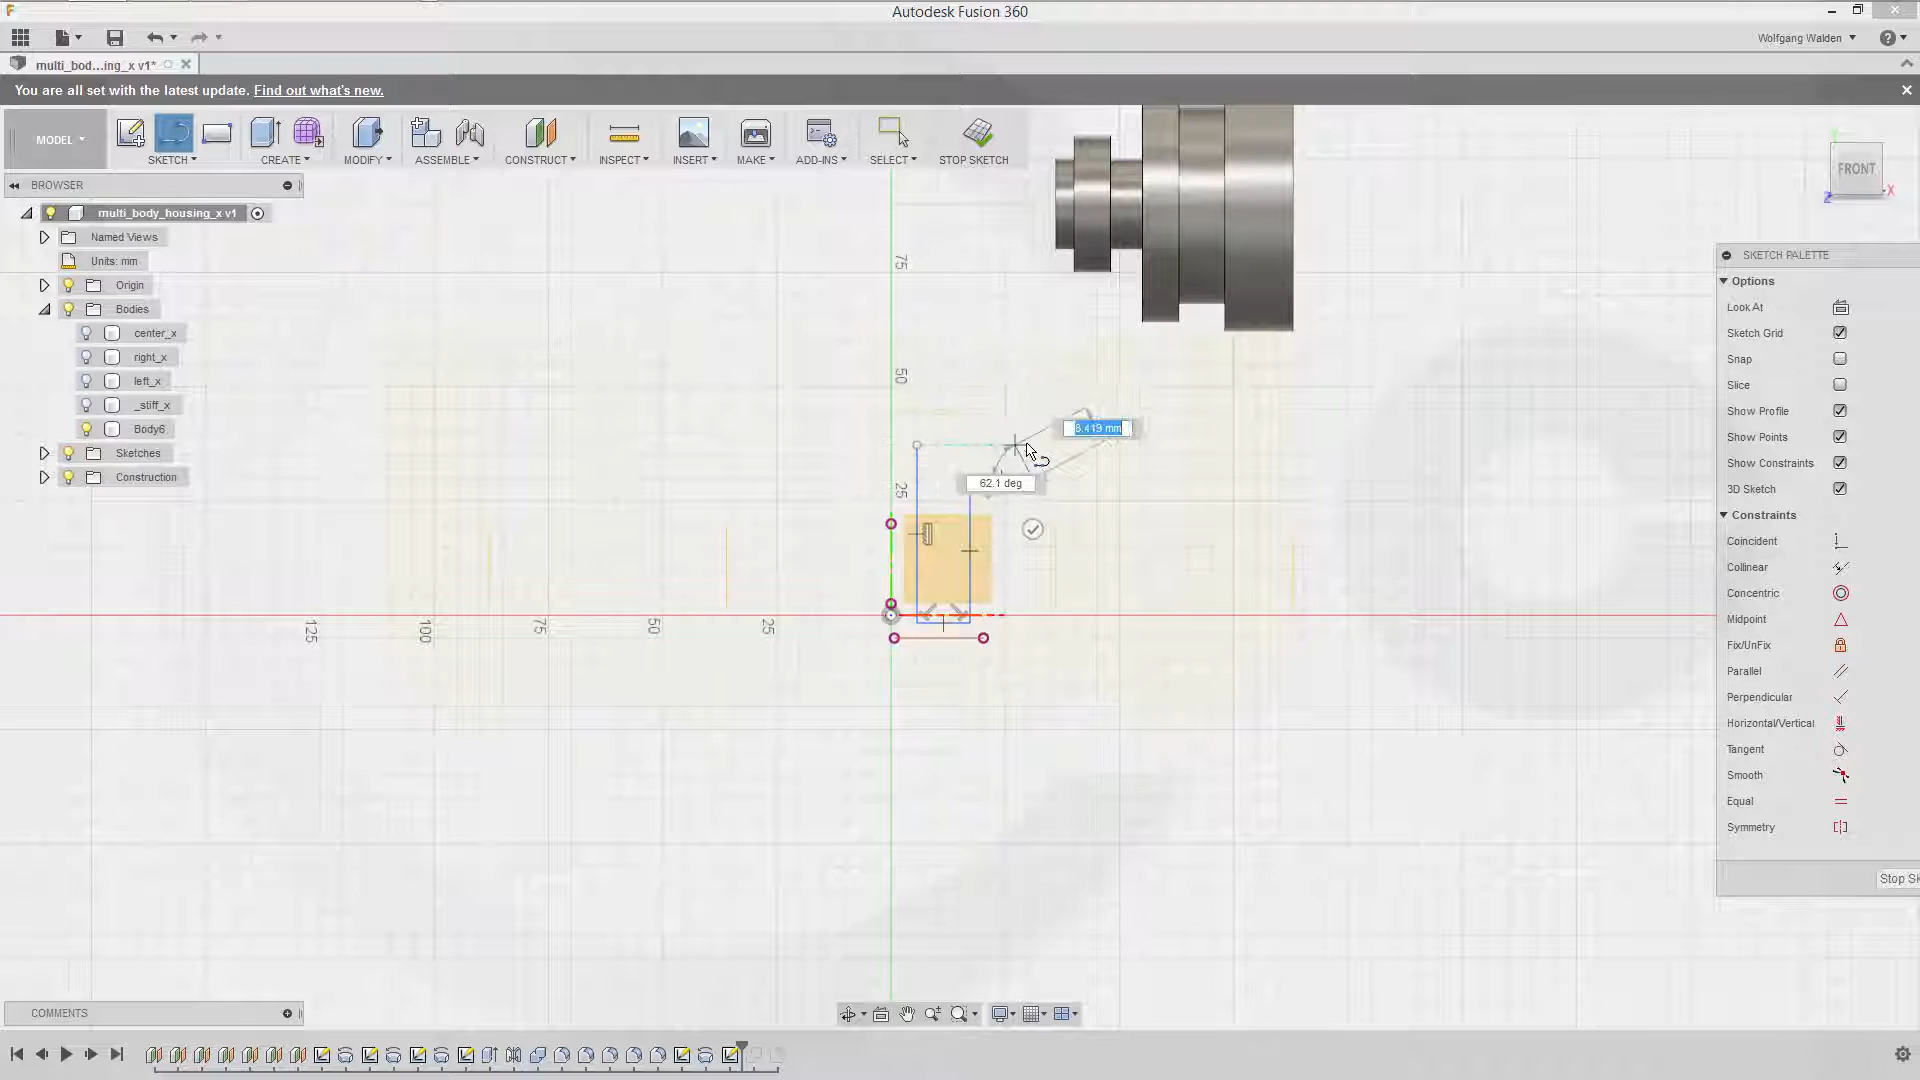 Autodesk Fusion 360
Wolfgang Walden
multi_bod...ing_x v1*
You are all set with the latest update. Find out what's new.
MODEL
SKETCH
CREATE
MODIFY
ASSEMBLE
CONSTRUCT
INSPECT
INSERT
MAKE
ADD-INS
SELECT
STOP SKETCH
FRONT
X
Z
BROWSER
multi_body_housing_x v1
Named Views
Units: mm
Origin
Bodies
center_x
right_x
left_x
_stiff_x
Body6
Sketches
Construction
75
50
25
8.419 mm
62.1 deg
125
100
75
50
25
SKETCH PALETTE
Options
Look At
Sketch Grid
Snap
Slice
Show Profile
Show Points
Show Constraints
3D Sketch
Constraints
Coincident
Collinear
Concentric
Midpoint
Fix/UnFix
Parallel
Perpendicular
Horizontal/Vertical
Tangent
Smooth
Equal
Symmetry
Stop Sk
COMMENTS